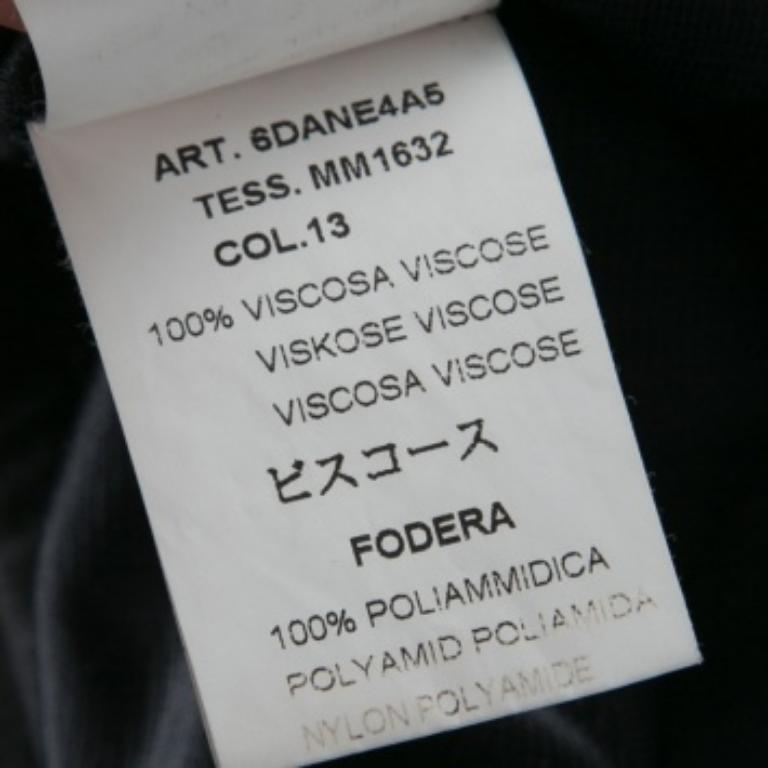 ART. 6DANE4A5
TESS. MM1632
COL.13
100% VISCOSA VISCOSE
VISKOSE VISCOSE
VISCOSA VISCOSE
ビスコース
FODERA
100% POLIAMMIDICA
POLYAMID POLIAMIDA
NYLON POLYAMIDE